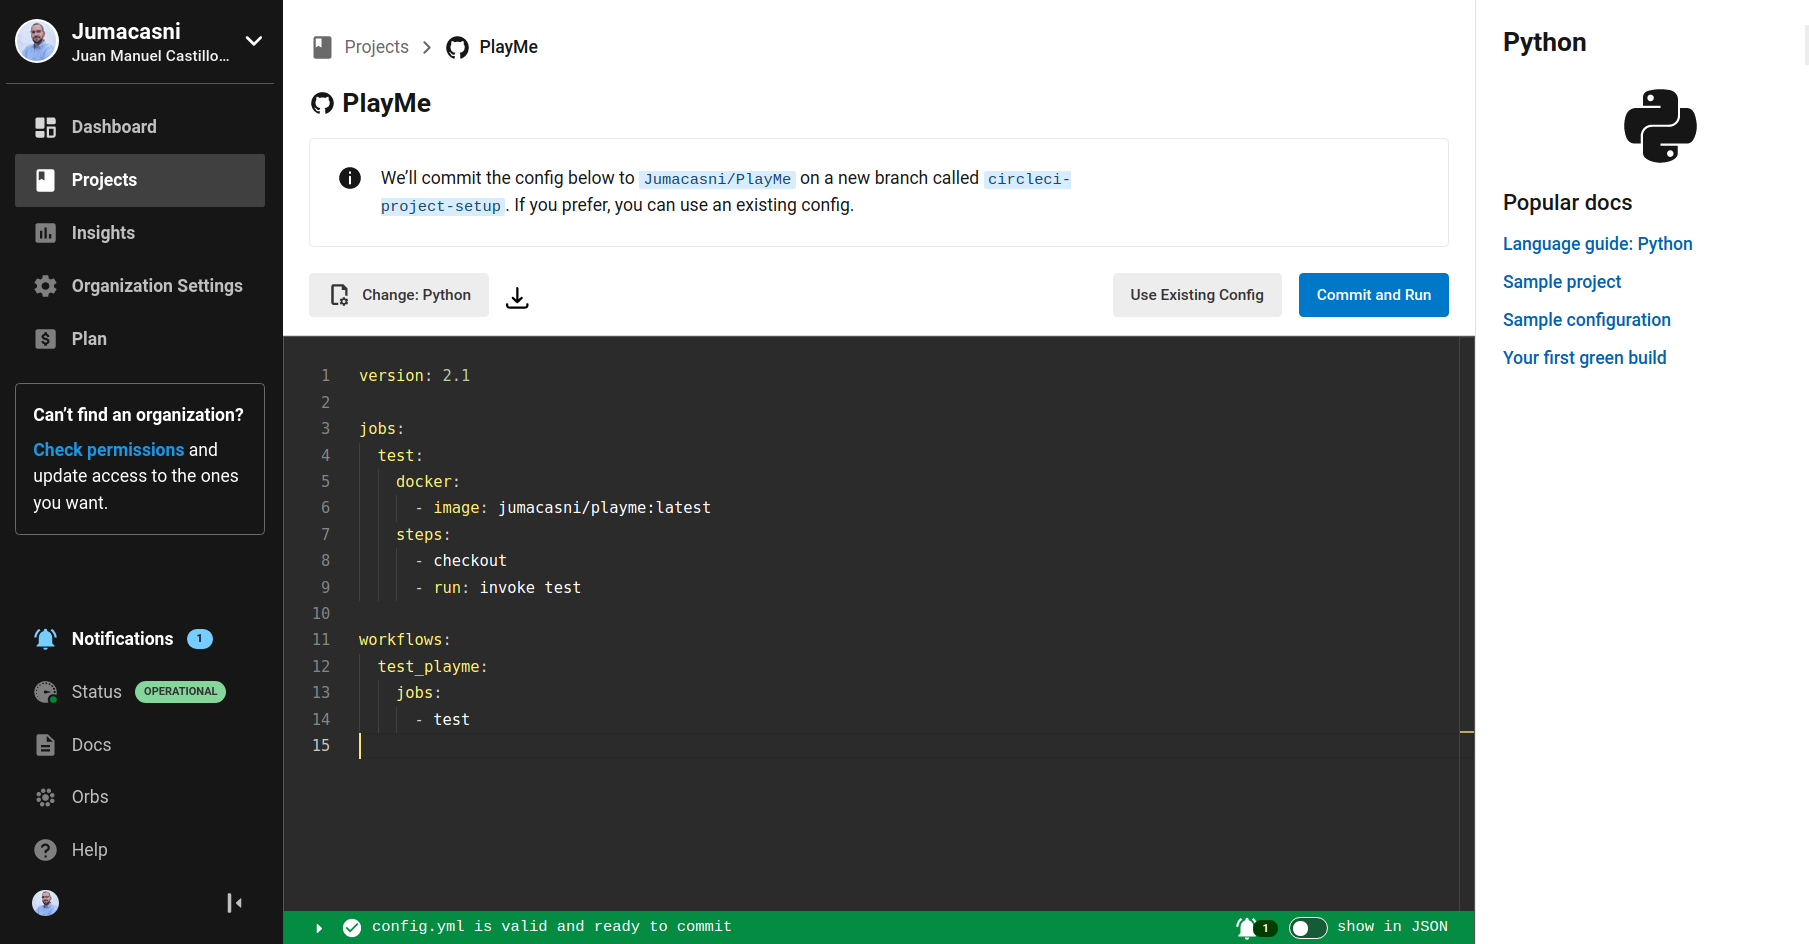 Jumacasni
Juan Manuel Castillo...
Dashboard
Projects
Insights
Organization Settings
Plan
Can't find an organization?
Check permissions and
update access to the ones
you want.
Notifications 1
Status OPERATIONAL
Docs
Orbs
Help
Projects > PlayMe
PlayMe
We'll commit the config below to Jumacasni/PlayMe on a new branch called circleci-
project-setup. If you prefer, you can use an existing config.
Change: Python
Use Existing Config
Commit and Run
1 version: 2.1
2
3 jobs:
4 test:
5 docker:
6 - image: jumacasni/playme:latest
7 steps:
8 - checkout
9 - run: invoke test
10
11 workflows:
12 test_playme:
13 jobs:
14 - test
15
config.yml is valid and ready to commit
1 show in JSON
Python
Popular docs
Language guide: Python
Sample project
Sample configuration
Your first green build